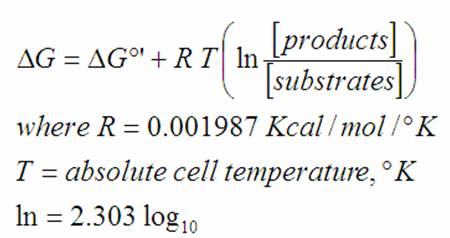 ΔG = ΔG°' + R T ( ln [products] / [substrates] )
where R = 0.001987 Kcal / mol / °K
T = absolute cell temperature, °K
ln = 2.303 log₁₀